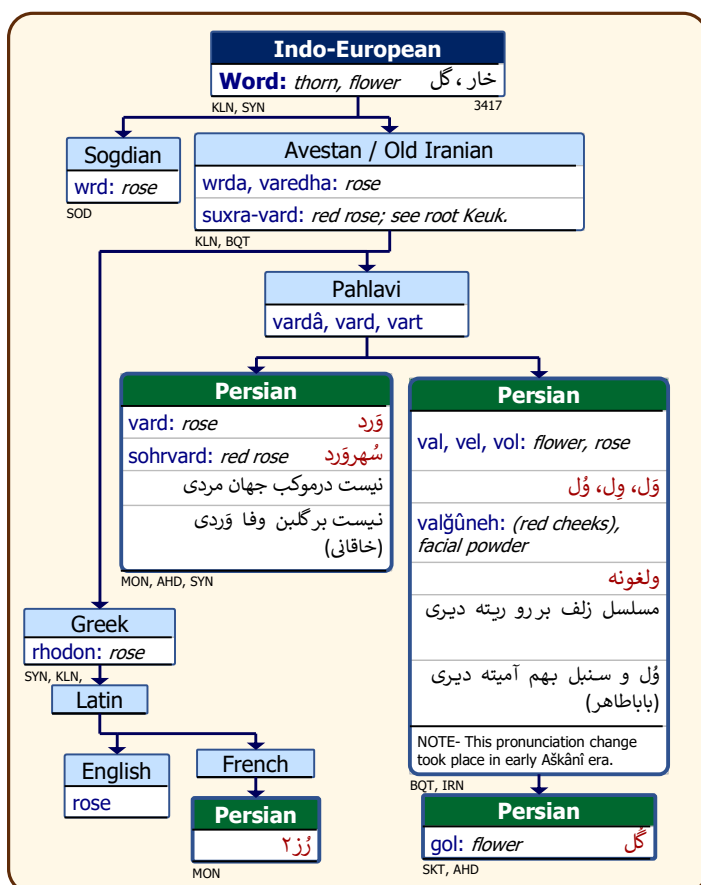 Indo-European
Word: thorn, flower خار ، گل
KLN, SYN 3417
Sogdian
wrd: rose
SOD
Avestan / Old Iranian
wrda, varedha: rose
suxra-vard: red rose; see root Keuk.
KLN, BQT
Pahlavi
vardâ, vard, vart
Persian
vard: rose وَرد
sohrvard: red rose سُهروَرد
نیست درموکب جهان مردی
نیست برگلبن وفا وَردی
(خاقانی)
MON, AHD, SYN
Persian
val, vel, vol: flower, rose
وَل، وِل، وُل
valğûneh: (red cheeks),
facial powder
ولغونه
مسلسل زلف بررو ریته دیری
وُل و سنبل بهم آمیته دیری
(باباطاهر)
NOTE- This pronunciation change
took place in early Aškânî era.
BQT, IRN
Greek
rhodon: rose
SYN, KLN,
Latin
English
rose
French
Persian
رُز۲
MON
Persian
gol: flower گُل
SKT, AHD